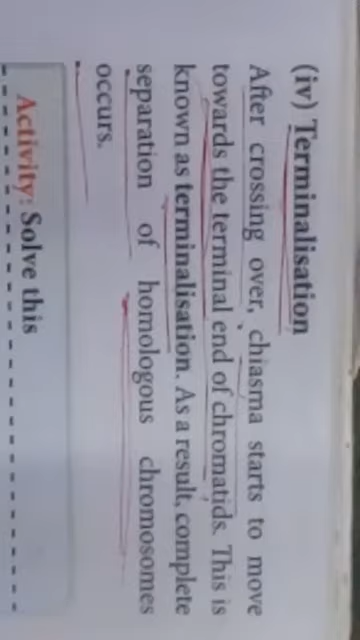 (iv) Terminalisation
After crossing over, chiasma starts to move
towards the terminal end of chromatids. This is
known as terminalisation. As a result, complete
separation of homologous chromosomes
occurs.
Activity: Solve this